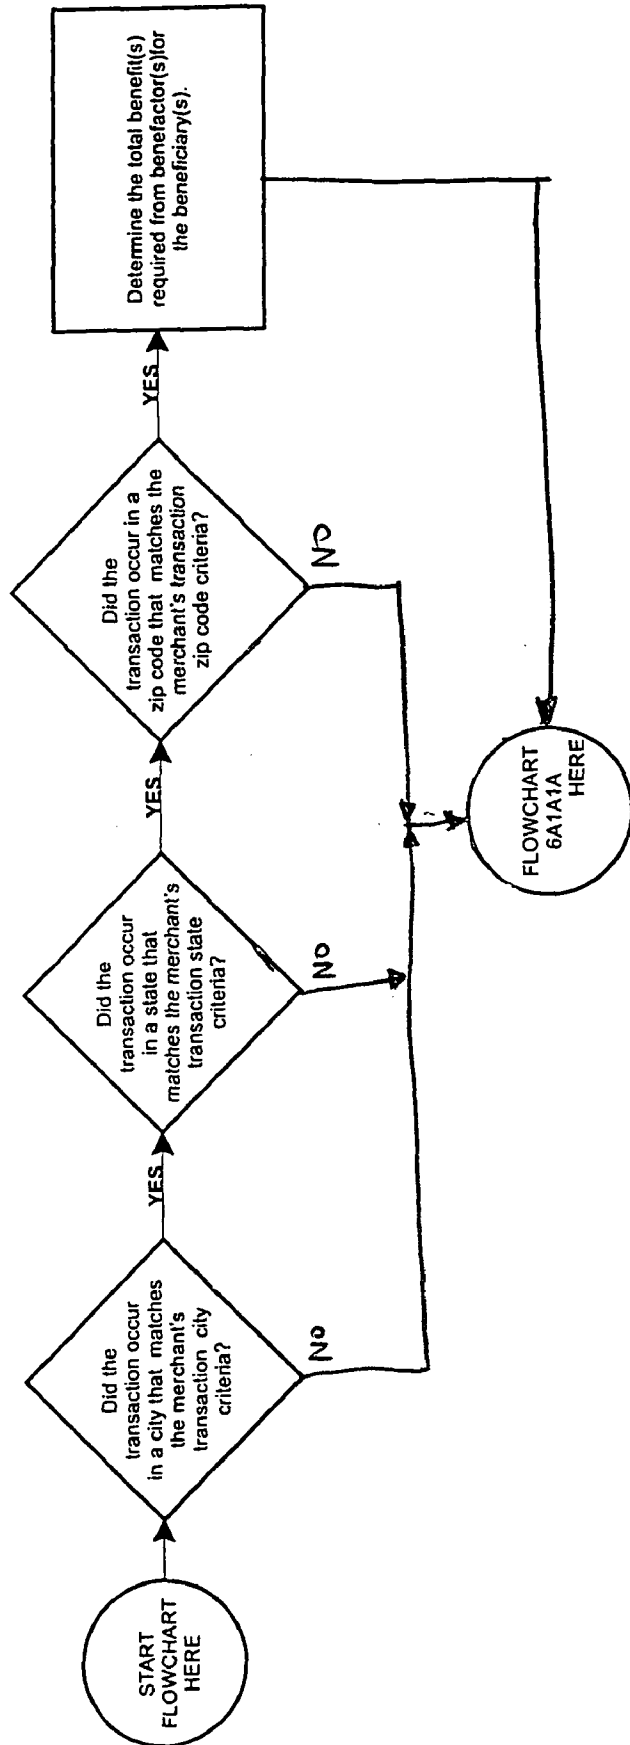 START
FLOWCHART
HERE
Did the
transaction occur
in a city that matches
the merchant's
transaction city
criteria?
YES
NO
Did the
transaction occur
in a state that
matches the merchant's
transaction state
criteria?
YES
NO
Did the
transaction occur in a
zip code that matches the
merchant's transaction
zip code criteria?
YES
NO
Determine the total benefit(s)
required from benefactor(s)for
the beneficiary(s).
FLOWCHART
6A1A1A
HERE